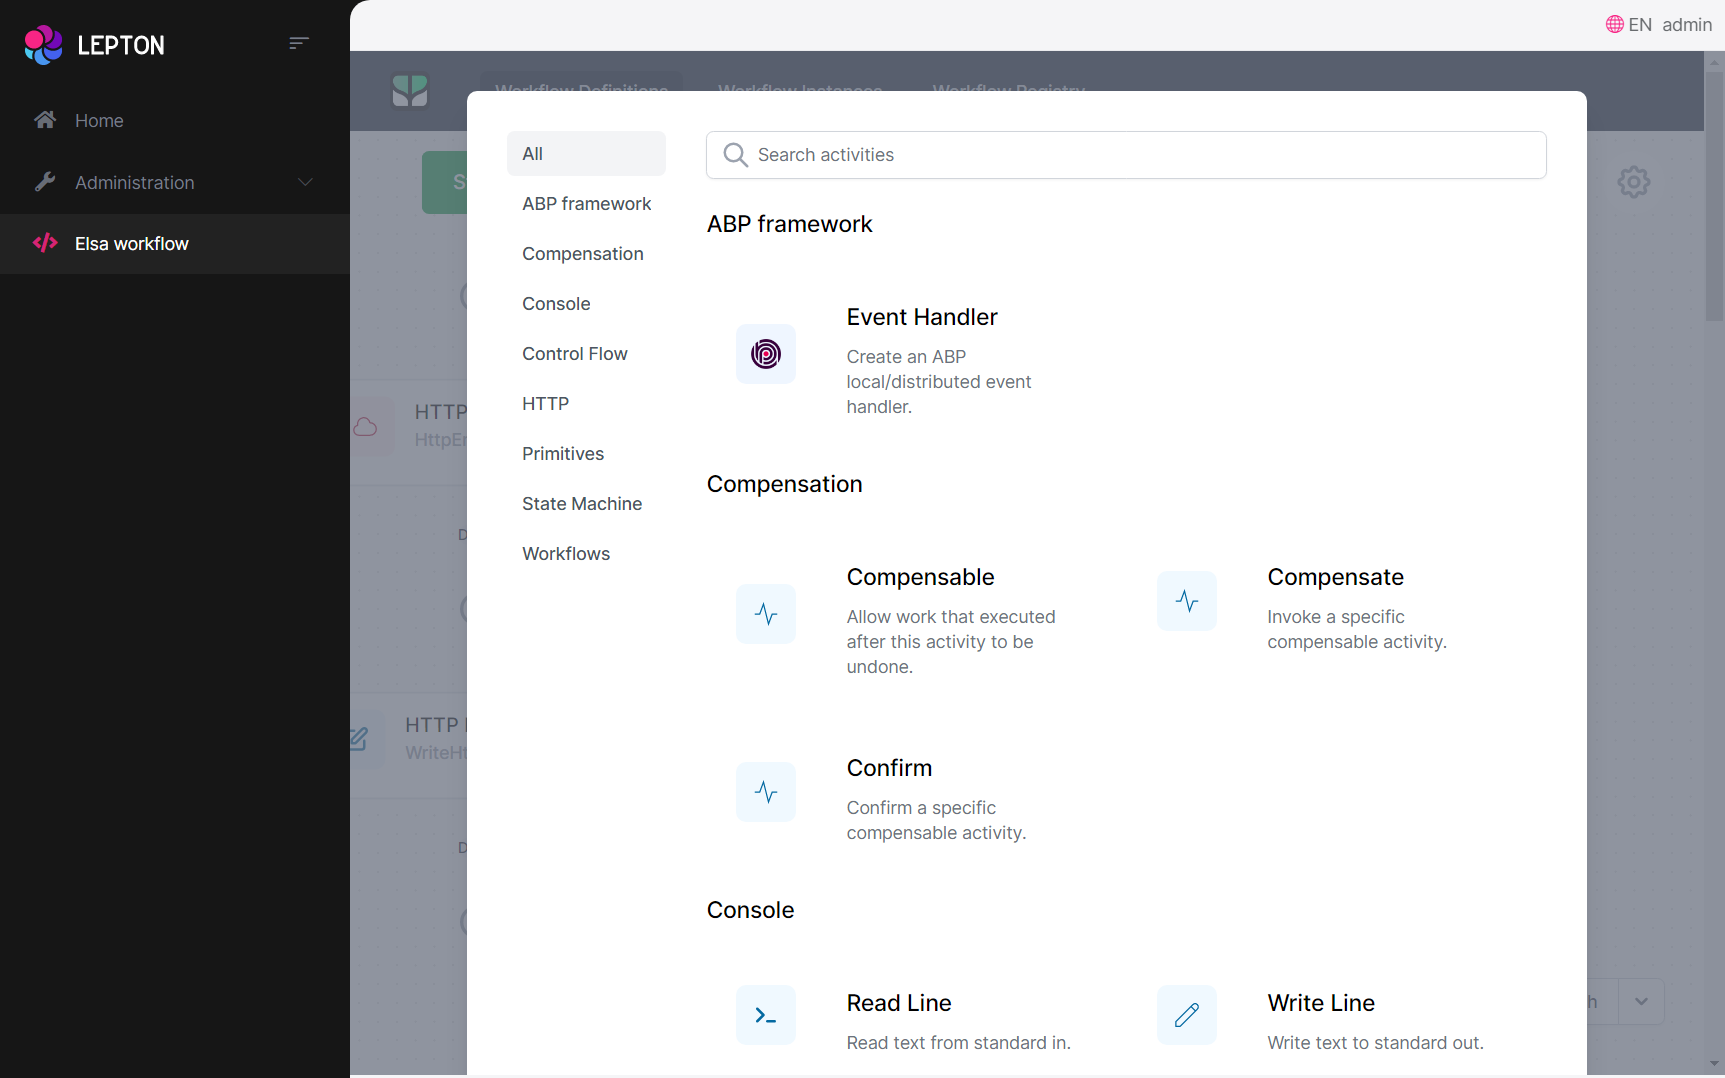 LEPTON
EN admin
Home
Administration
Elsa workflow
Workflow Definitions Workflow Instances Workflow Registry
All
ABP framework
Compensation
Console
Control Flow
HTTP
Primitives
State Machine
Workflows
Search activities
ABP framework
Event Handler
Create an ABP
local/distributed event
handler.
Compensation
Compensable
Allow work that executed
after this activity to be
undone.
Compensate
Invoke a specific
compensable activity.
Confirm
Confirm a specific
compensable activity.
Console
Read Line
Read text from standard in.
Write Line
Write text to standard out.
HTTP
HTTP